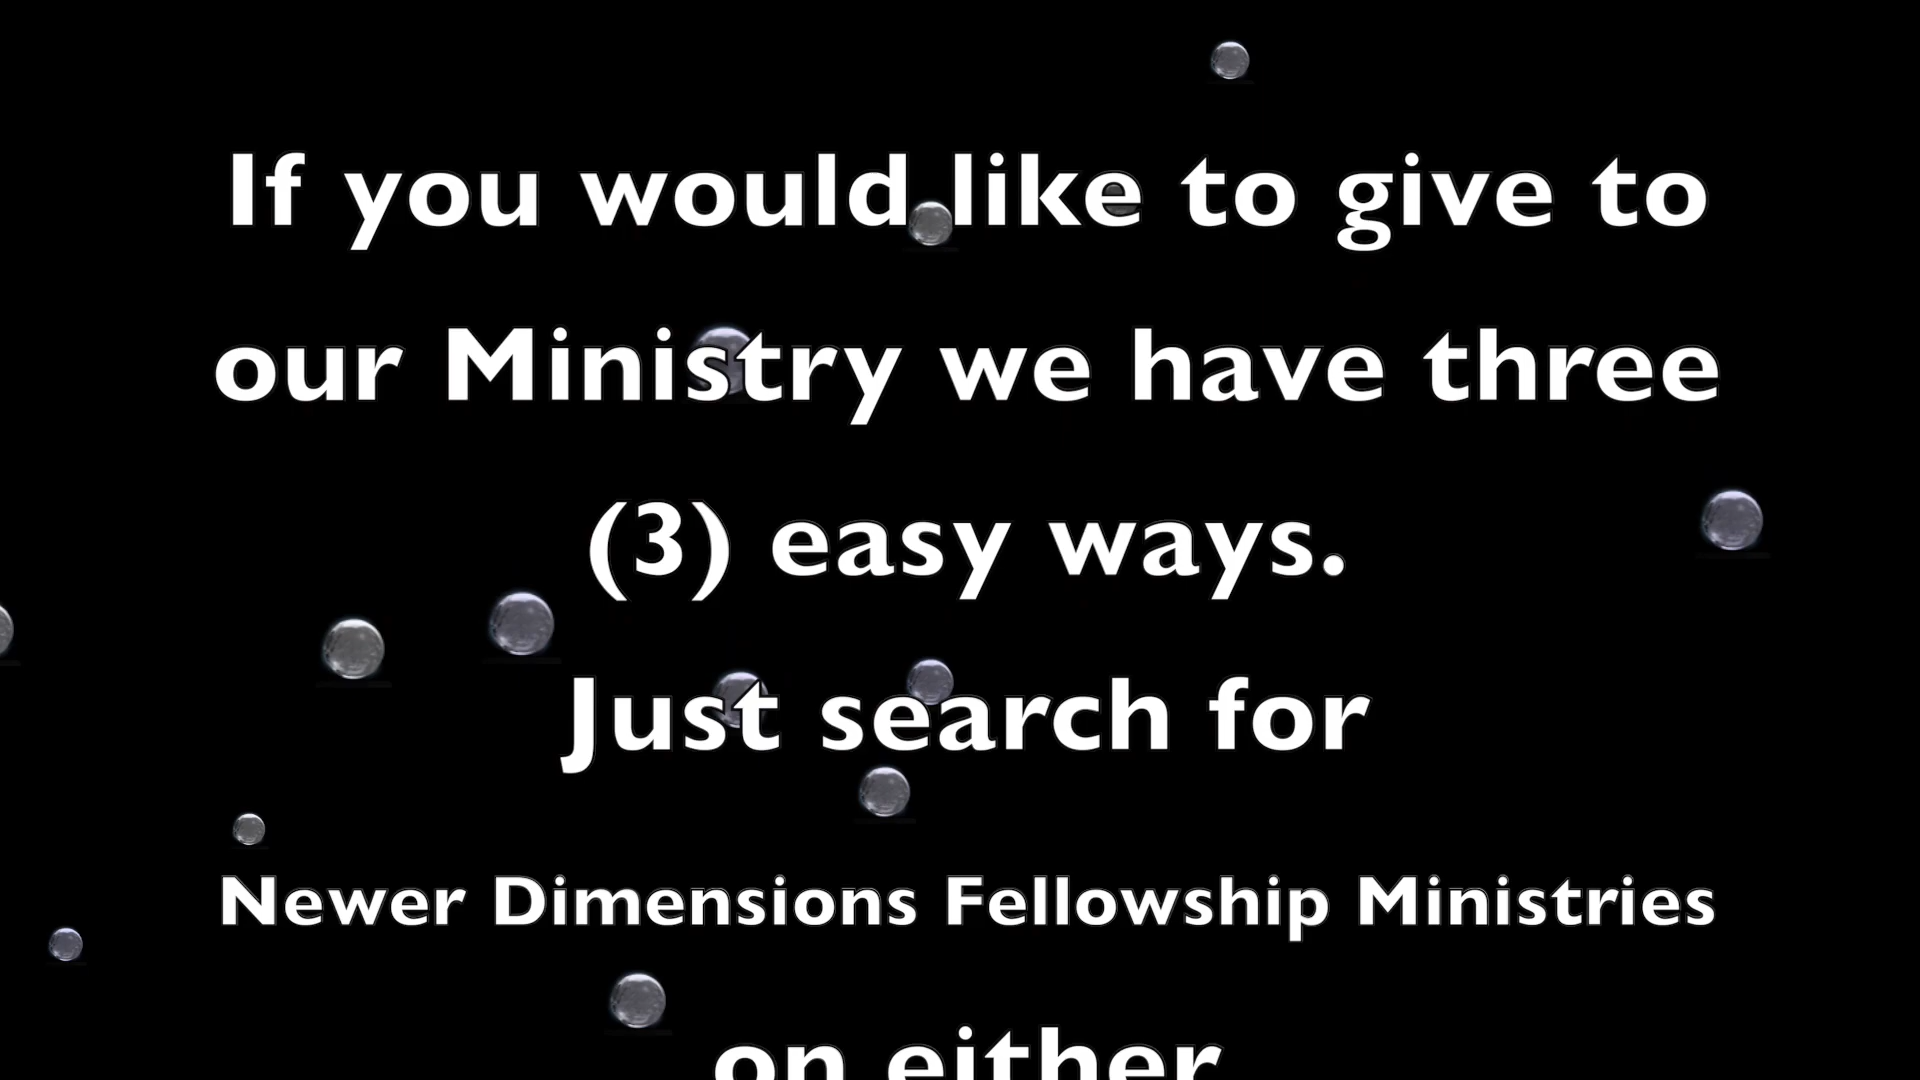 If you would like to give to
our Ministry we have three
(3) easy ways.
Just search for
Newer Dimensions Fellowship Ministries
on either